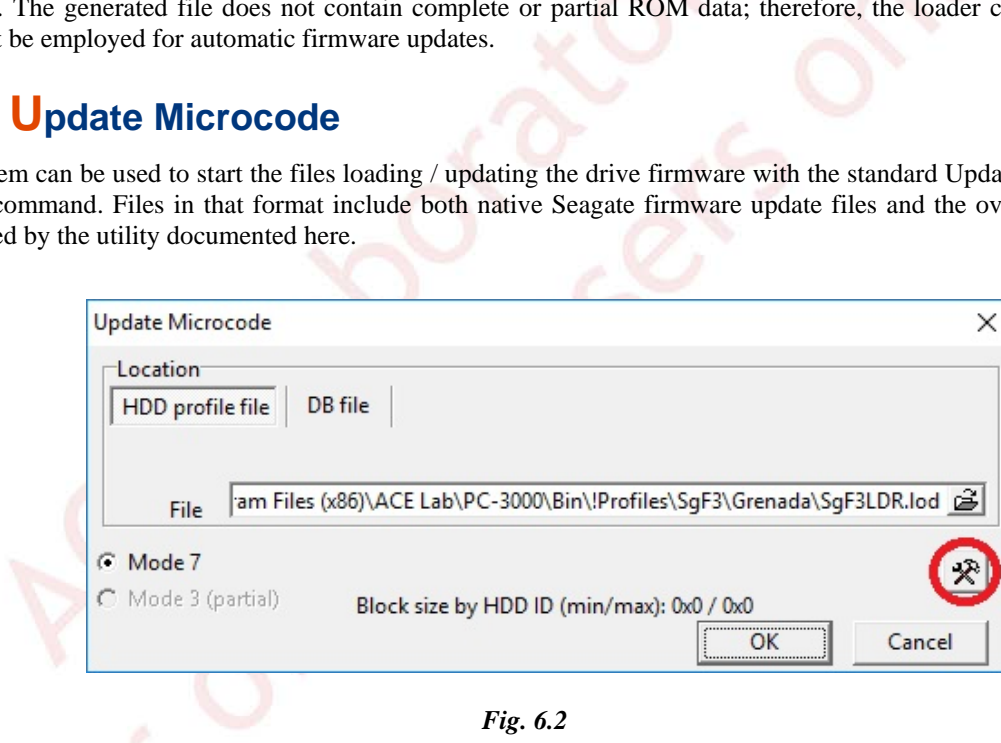 . The generated file does not contain complete or partial ROM data; therefore, the loader c
t be employed for automatic firmware updates.
Update Microcode
em can be used to start the files loading / updating the drive firmware with the standard Upda
command. Files in that format include both native Seagate firmware update files and the ov
ed by the utility documented here.
Update Microcode
Location
HDD profile file DB file
File ram Files (x86)\ACE Lab\PC-3000\Bin\!Profiles\SgF3\Grenada\SgF3LDR.lod
Mode 7
Mode 3 (partial)
Block size by HDD ID (min/max): 0x0 / 0x0
OK Cancel
Fig. 6.2